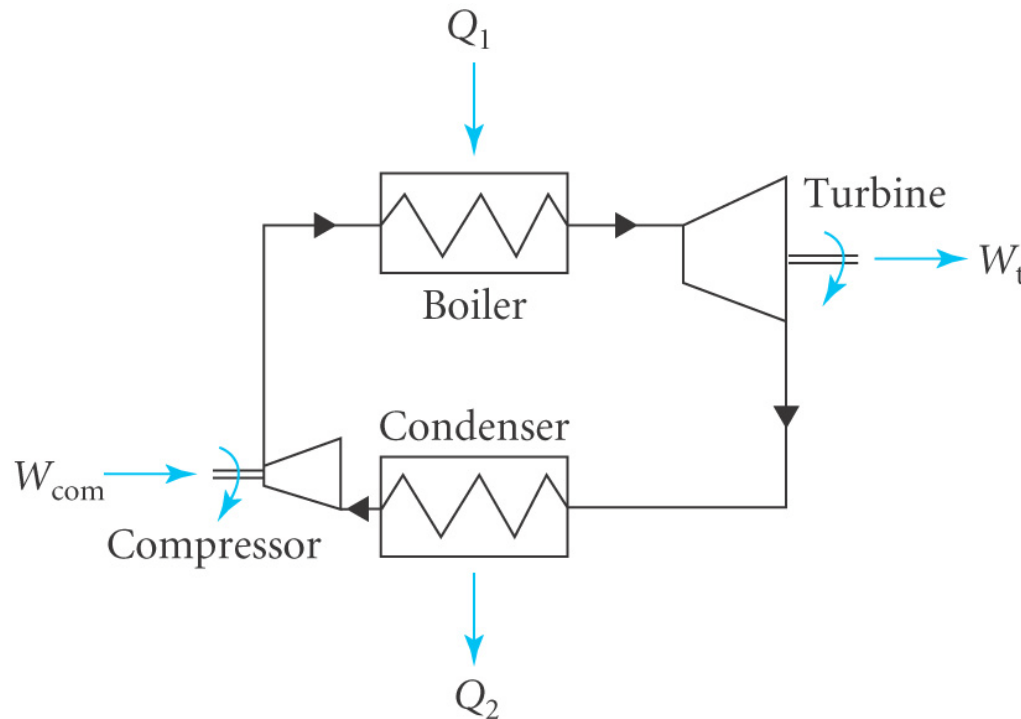 Q1
Turbine
Wt
Boiler
Condenser
Wcom
Compressor
Q2